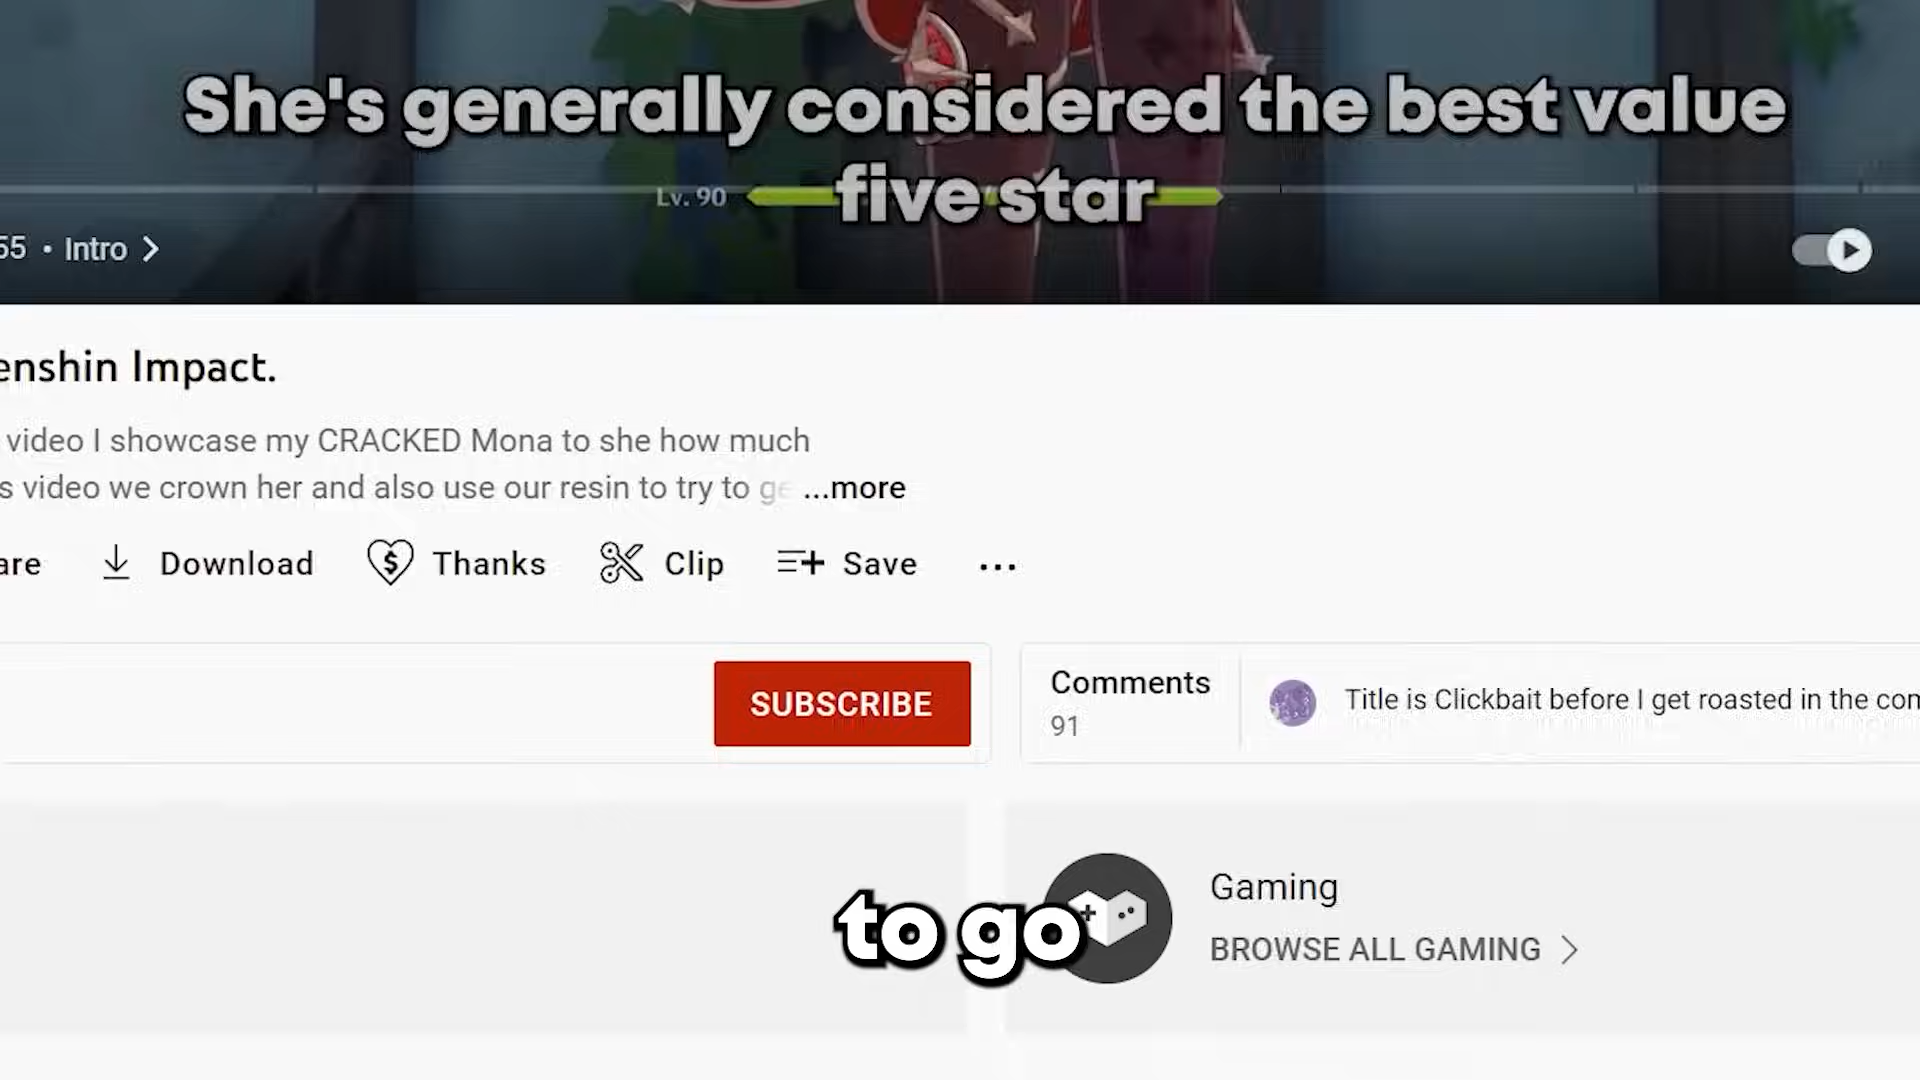 She's generally considered the best value
five star
Lv. 90
55 • Intro
enshin Impact.
video I showcase my CRACKED Mona to she how much
s video we crown her and also use our resin to try to ge ...more
are Download Thanks Clip Save ...
SUBSCRIBE
Comments
91
Title is Clickbait before I get roasted in the com
Gaming
to go
BROWSE ALL GAMING